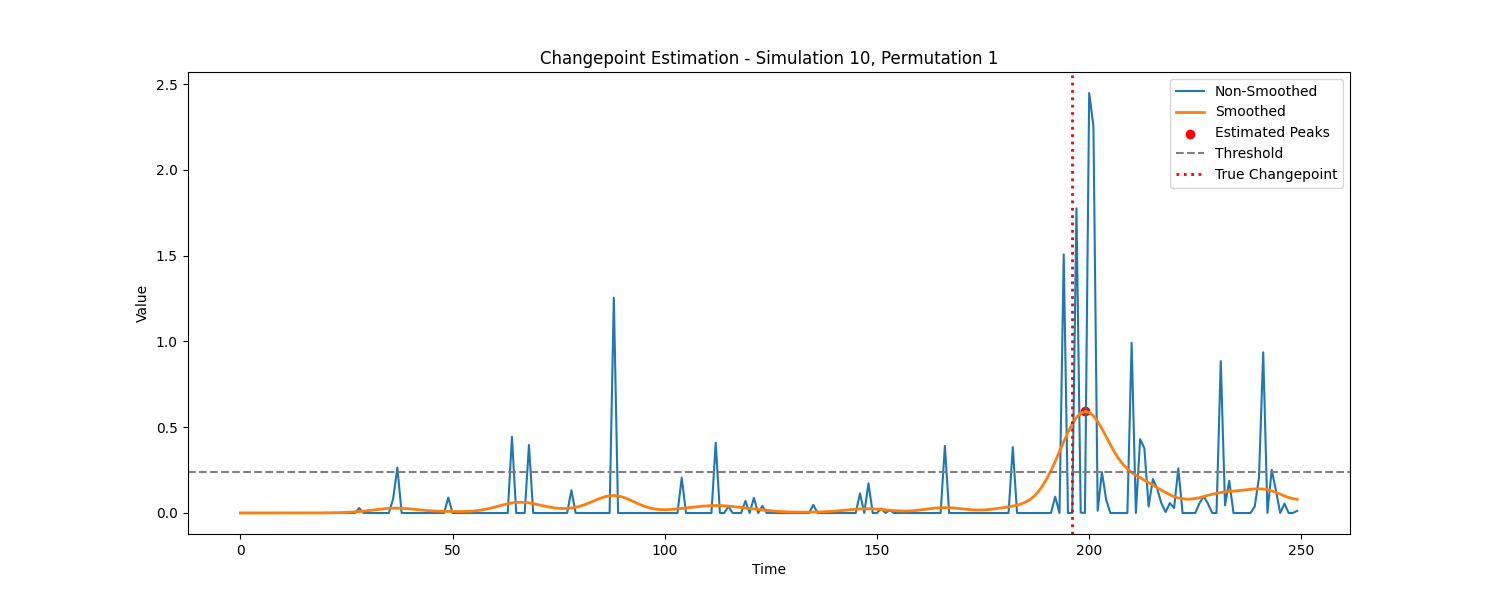 Changepoint Estimation - Simulation 10, Permutation 1
Non-Smoothed
Smoothed
Estimated Peaks
Threshold
True Changepoint
Value
2.5
2.0
1.5
1.0
0.5
0.0
0 50 100 150 200 250
Time